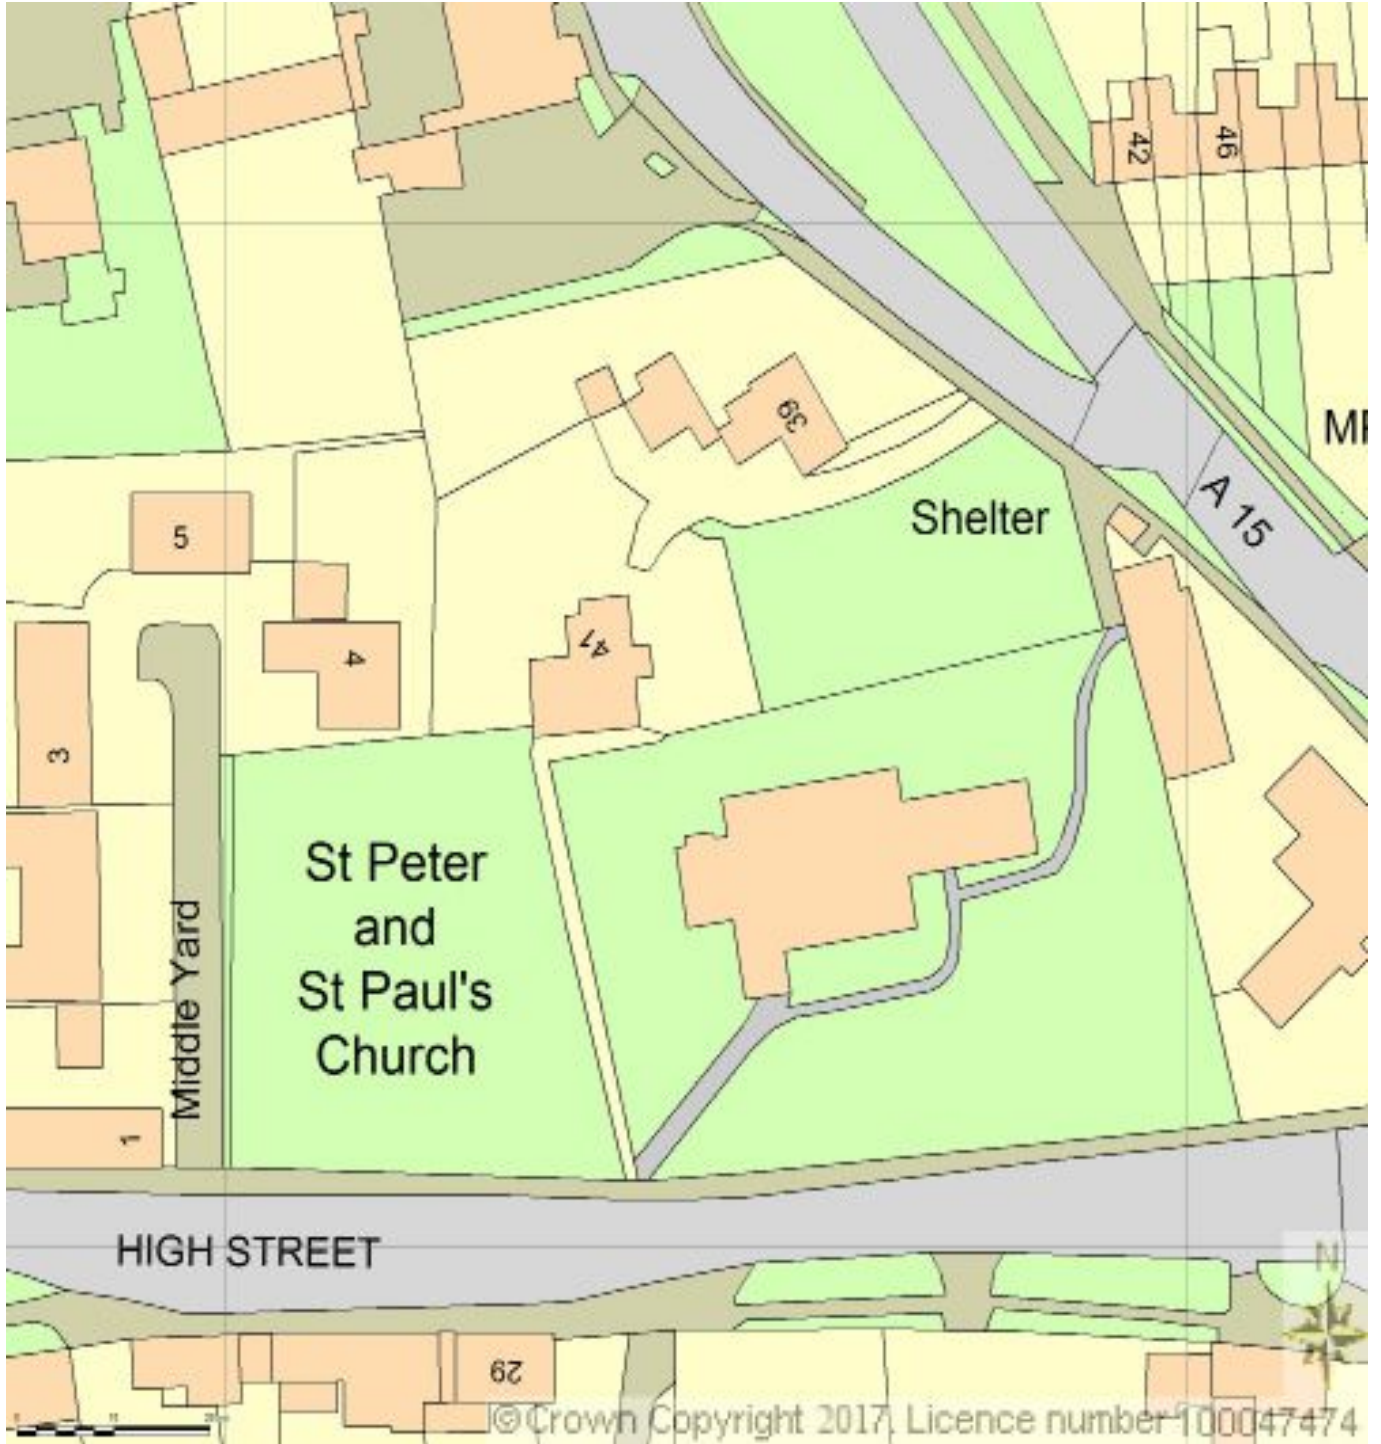 42
46
39
MI
Shelter
A 15
5
47
4
3
St Peter
and
St Paul's
Church
Middle Yard
1
HIGH STREET
N
29
© Crown Copyright 2017. Licence number 100047474